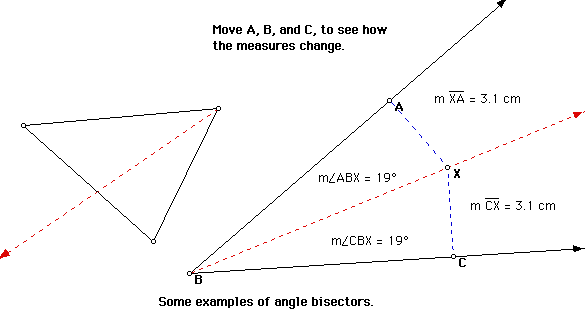 Move A, B, and C, to see how
the measures change.
A
m XA = 3.1 cm
X
m∠ABX = 19°
m CX = 3.1 cm
m∠CBX = 19°
C
B
Some examples of angle bisectors.